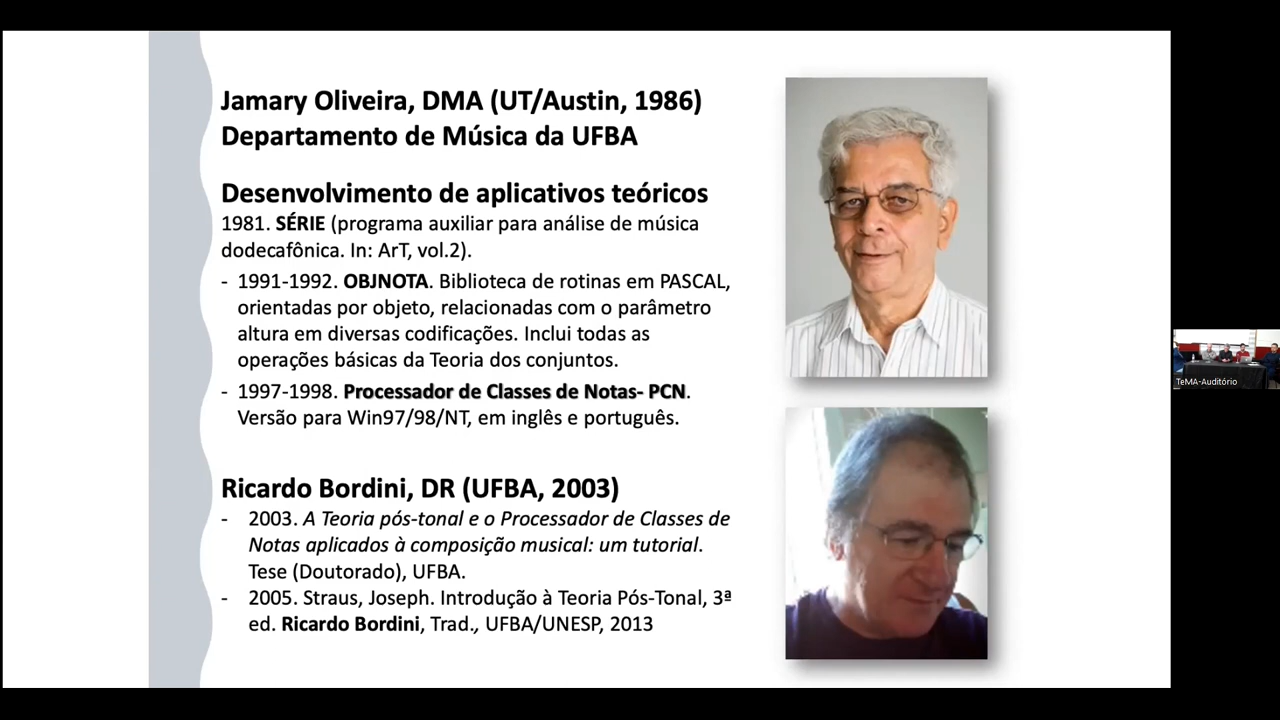 Jamary Oliveira, DMA (UT/Austin, 1986)
Departamento de Música da UFBA
Desenvolvimento de aplicativos teóricos
1981. SÉRIE (programa auxiliar para análise de música
dodecafônica. In: ArT, vol.2).
- 1991-1992. OBJNOTA. Biblioteca de rotinas em PASCAL,
orientadas por objeto, relacionadas com o parâmetro
altura em diversas codificações. Inclui todas as
operações básicas da Teoria dos conjuntos.
- 1997-1998. Processador de Classes de Notas- PCN.
Versão para Win97/98/NT, em inglês e português.
Ricardo Bordini, DR (UFBA, 2003)
- 2003. A Teoria pós-tonal e o Processador de Classes de
Notas aplicados à composição musical: um tutorial.
Tese (Doutorado), UFBA.
- 2005. Straus, Joseph. Introdução à Teoria Pós-Tonal, 3ª
ed. Ricardo Bordini, Trad., UFBA/UNESP, 2013
TeMA-Auditório